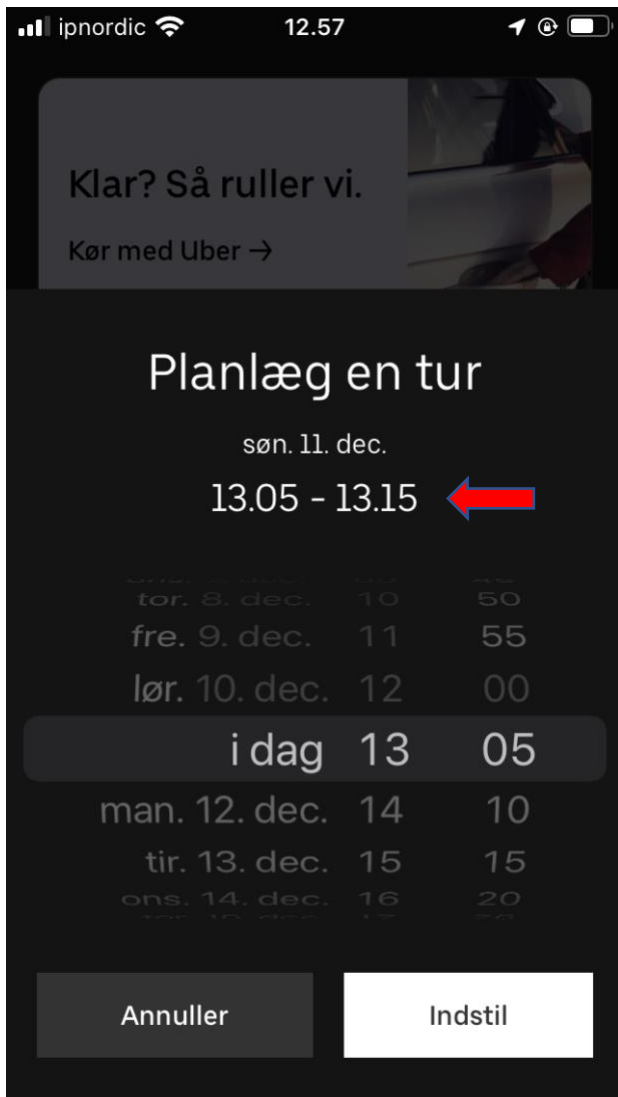 ipnordic 12.57
Klar? Så ruller vi.
Kør med Uber →
Planlæg en tur
søn. 11. dec.
13.05 – 13.15
tor. 8. dec. 10 50
fre. 9. dec. 11 55
lør. 10. dec. 12 00
i dag 13 05
man. 12. dec. 14 10
tir. 13. dec. 15 15
ons. 14. dec. 16 20
Annuller Indstil